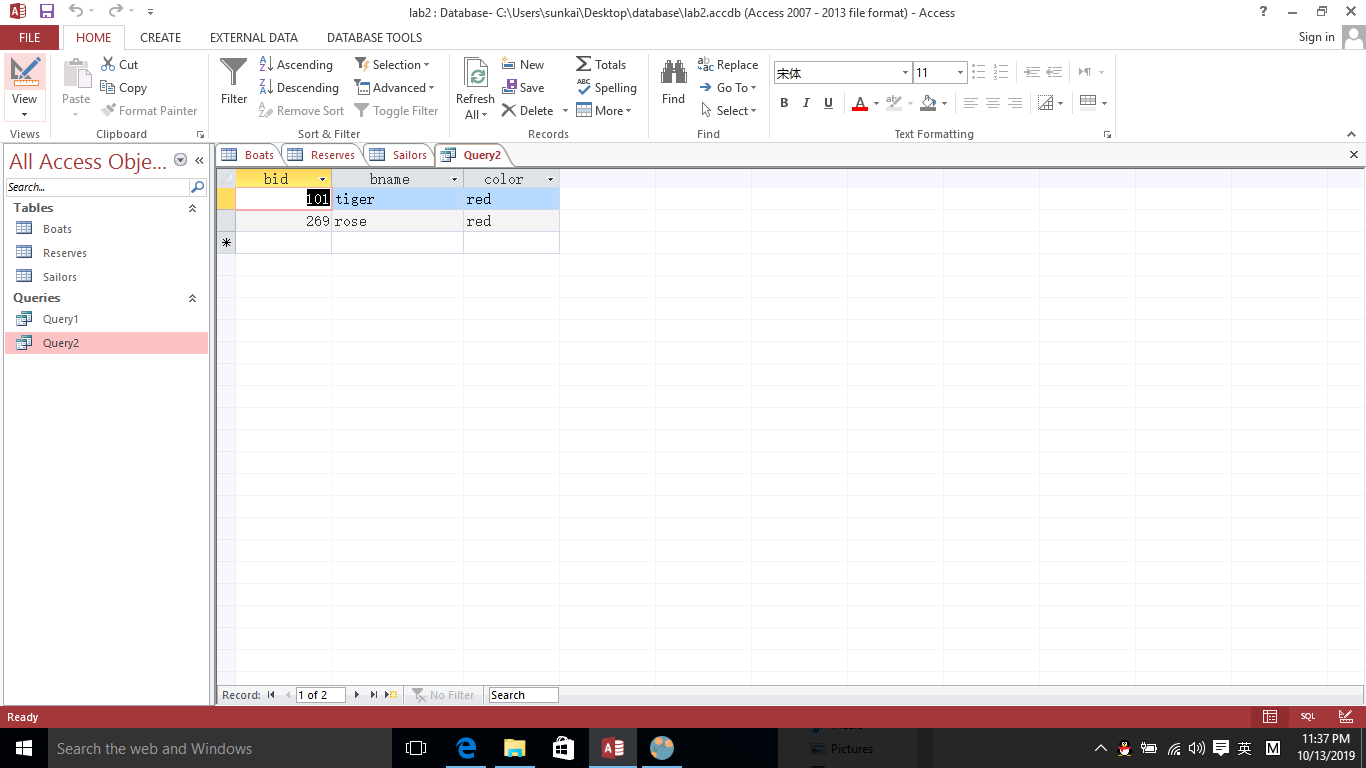 lab2 : Database- C:\Users\sunkai\Desktop\database\lab2.accdb (Access 2007 - 2013 file format) - Access
FILE HOME CREATE EXTERNAL DATA DATABASE TOOLS Sign in
View
Views
Paste
Cut
Copy
Format Painter
Clipboard
Filter
Ascending
Descending
Remove Sort
Selection
Advanced
Toggle Filter
Sort & Filter
Refresh
All
New
Save
Delete
Totals
Spelling
More
Records
Find
Replace
Go To
Select
Find
宋体 11
B I U A
Text Formatting
All Access Obje...
Search...
Tables
Boats
Reserves
Sailors
Queries
Query1
Query2
Boats Reserves Sailors Query2
bid bname color
101 tiger red
269 rose red
*
Record: 1 of 2 No Filter Search
Ready SQL
Search the web and Windows
Pictures
英 M
11:37 PM
10/13/2019